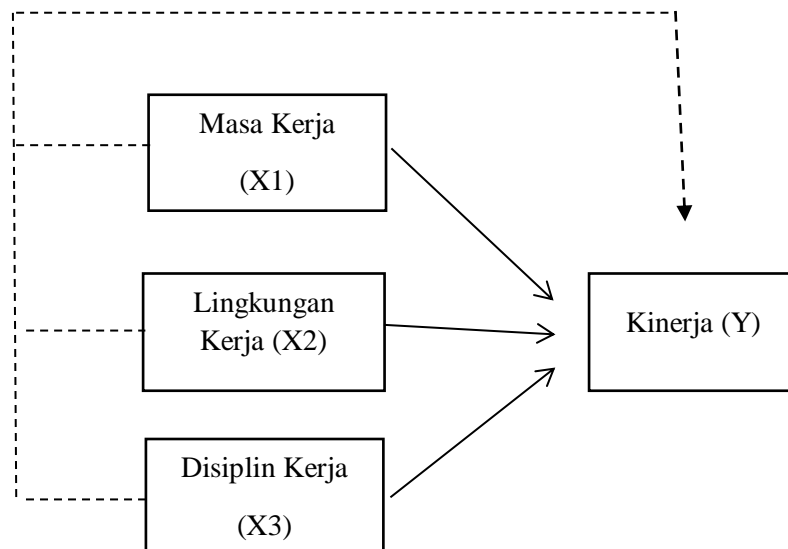 Masa Kerja
(X1)
Lingkungan
Kerja (X2)
Kinerja (Y)
Disiplin Kerja
(X3)